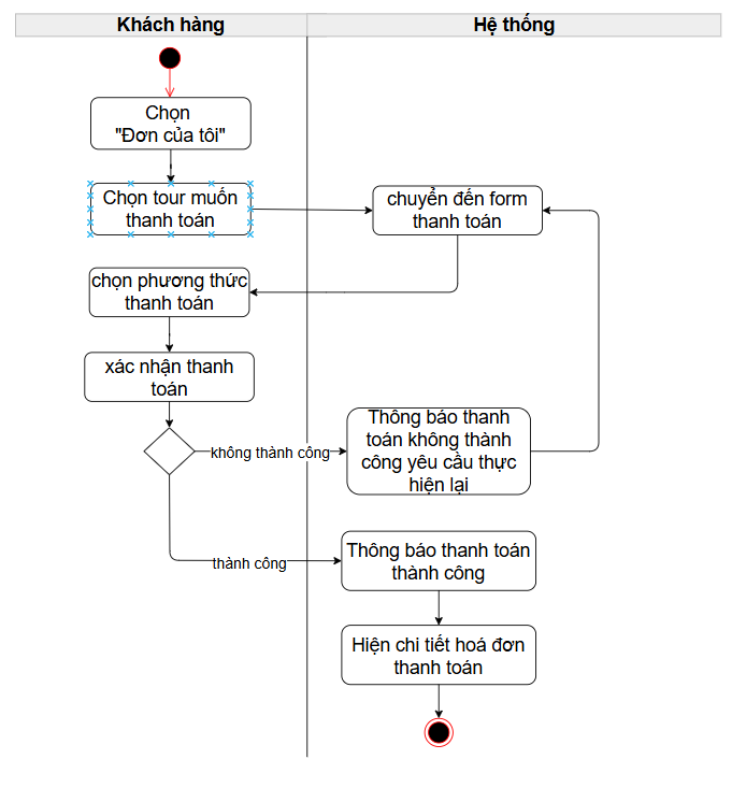 Khách hàng
Hệ thống
Chọn
"Đơn của tôi"
Chọn tour muốn
thanh toán
chuyển đến form
thanh toán
chọn phương thức
thanh toán
xác nhận thanh
toán
không thành công
Thông báo thanh
toán không thành
công yêu cầu thực
hiện lại
thành công
Thông báo thanh toán
thành công
Hiện chi tiết hoá đơn
thanh toán